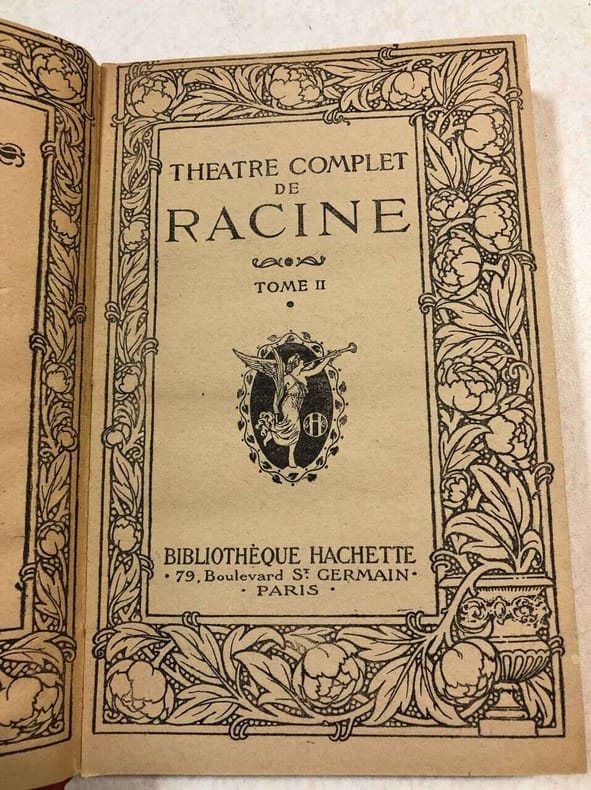 THEATRE COMPLET
DE
RACINE
TOME II
H
BIBLIOTHÈQUE HACHETTE
• 79, Boulevard St. GERMAIN •
• PARIS •